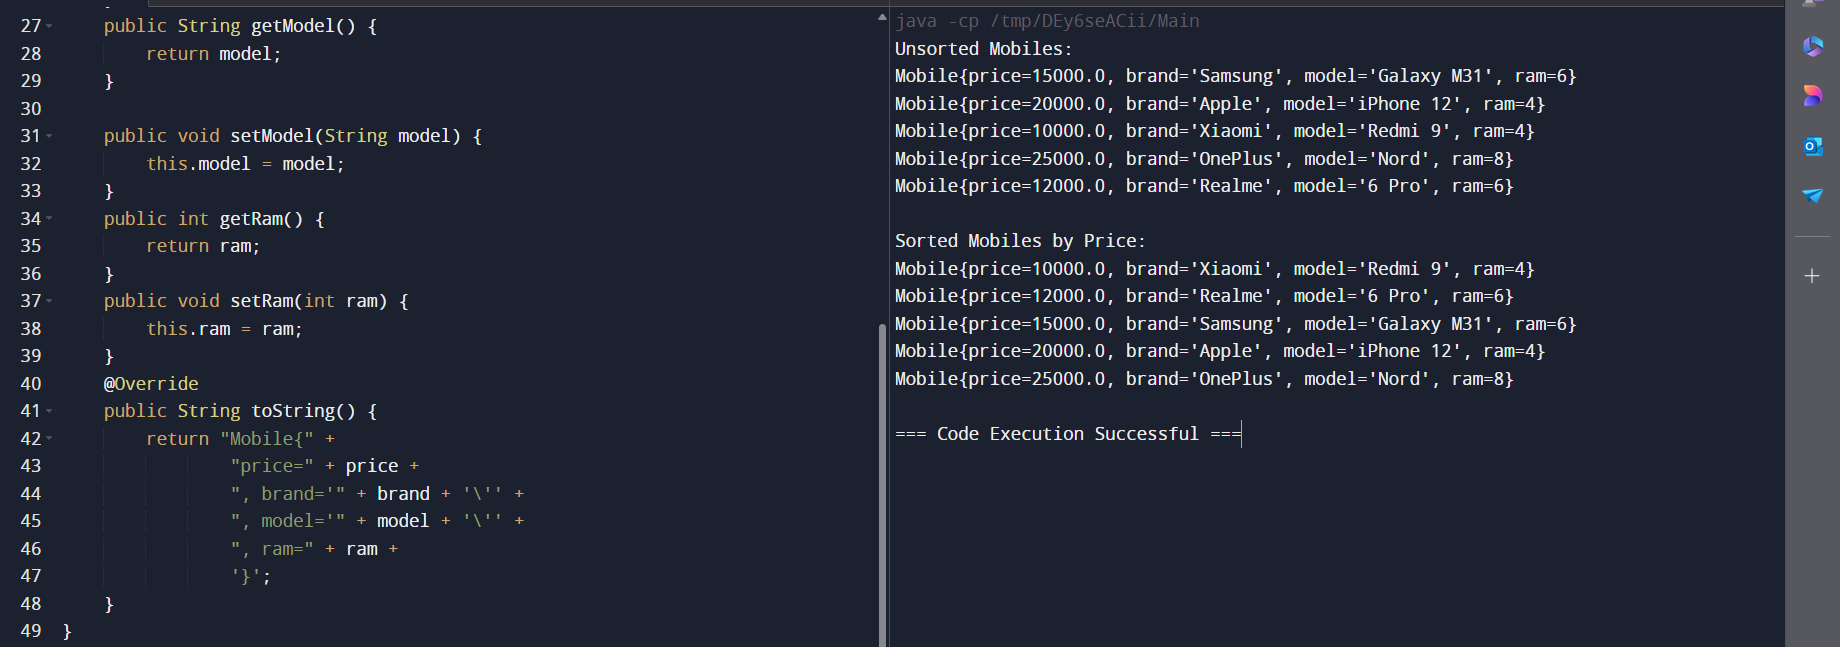 27 public String getModel() {
28 return model;
29 }
30
31 public void setModel(String model) {
32 this.model = model;
33 }
34 public int getRam() {
35 return ram;
36 }
37 public void setRam(int ram) {
38 this.ram = ram;
39 }
40 @Override
41 public String toString() {
42 return "Mobile{" +
43 "price=" + price +
44 ", brand='" + brand + '\'' +
45 ", model='" + model + '\'' +
46 ", ram=" + ram +
47 '}';
48 }
49 }
java -cp /tmp/DEy6seACii/Main
Unsorted Mobiles:
Mobile{price=15000.0, brand='Samsung', model='Galaxy M31', ram=6}
Mobile{price=20000.0, brand='Apple', model='iPhone 12', ram=4}
Mobile{price=10000.0, brand='Xiaomi', model='Redmi 9', ram=4}
Mobile{price=25000.0, brand='OnePlus', model='Nord', ram=8}
Mobile{price=12000.0, brand='Realme', model='6 Pro', ram=6}
Sorted Mobiles by Price:
Mobile{price=10000.0, brand='Xiaomi', model='Redmi 9', ram=4}
Mobile{price=12000.0, brand='Realme', model='6 Pro', ram=6}
Mobile{price=15000.0, brand='Samsung', model='Galaxy M31', ram=6}
Mobile{price=20000.0, brand='Apple', model='iPhone 12', ram=4}
Mobile{price=25000.0, brand='OnePlus', model='Nord', ram=8}
=== Code Execution Successful ===